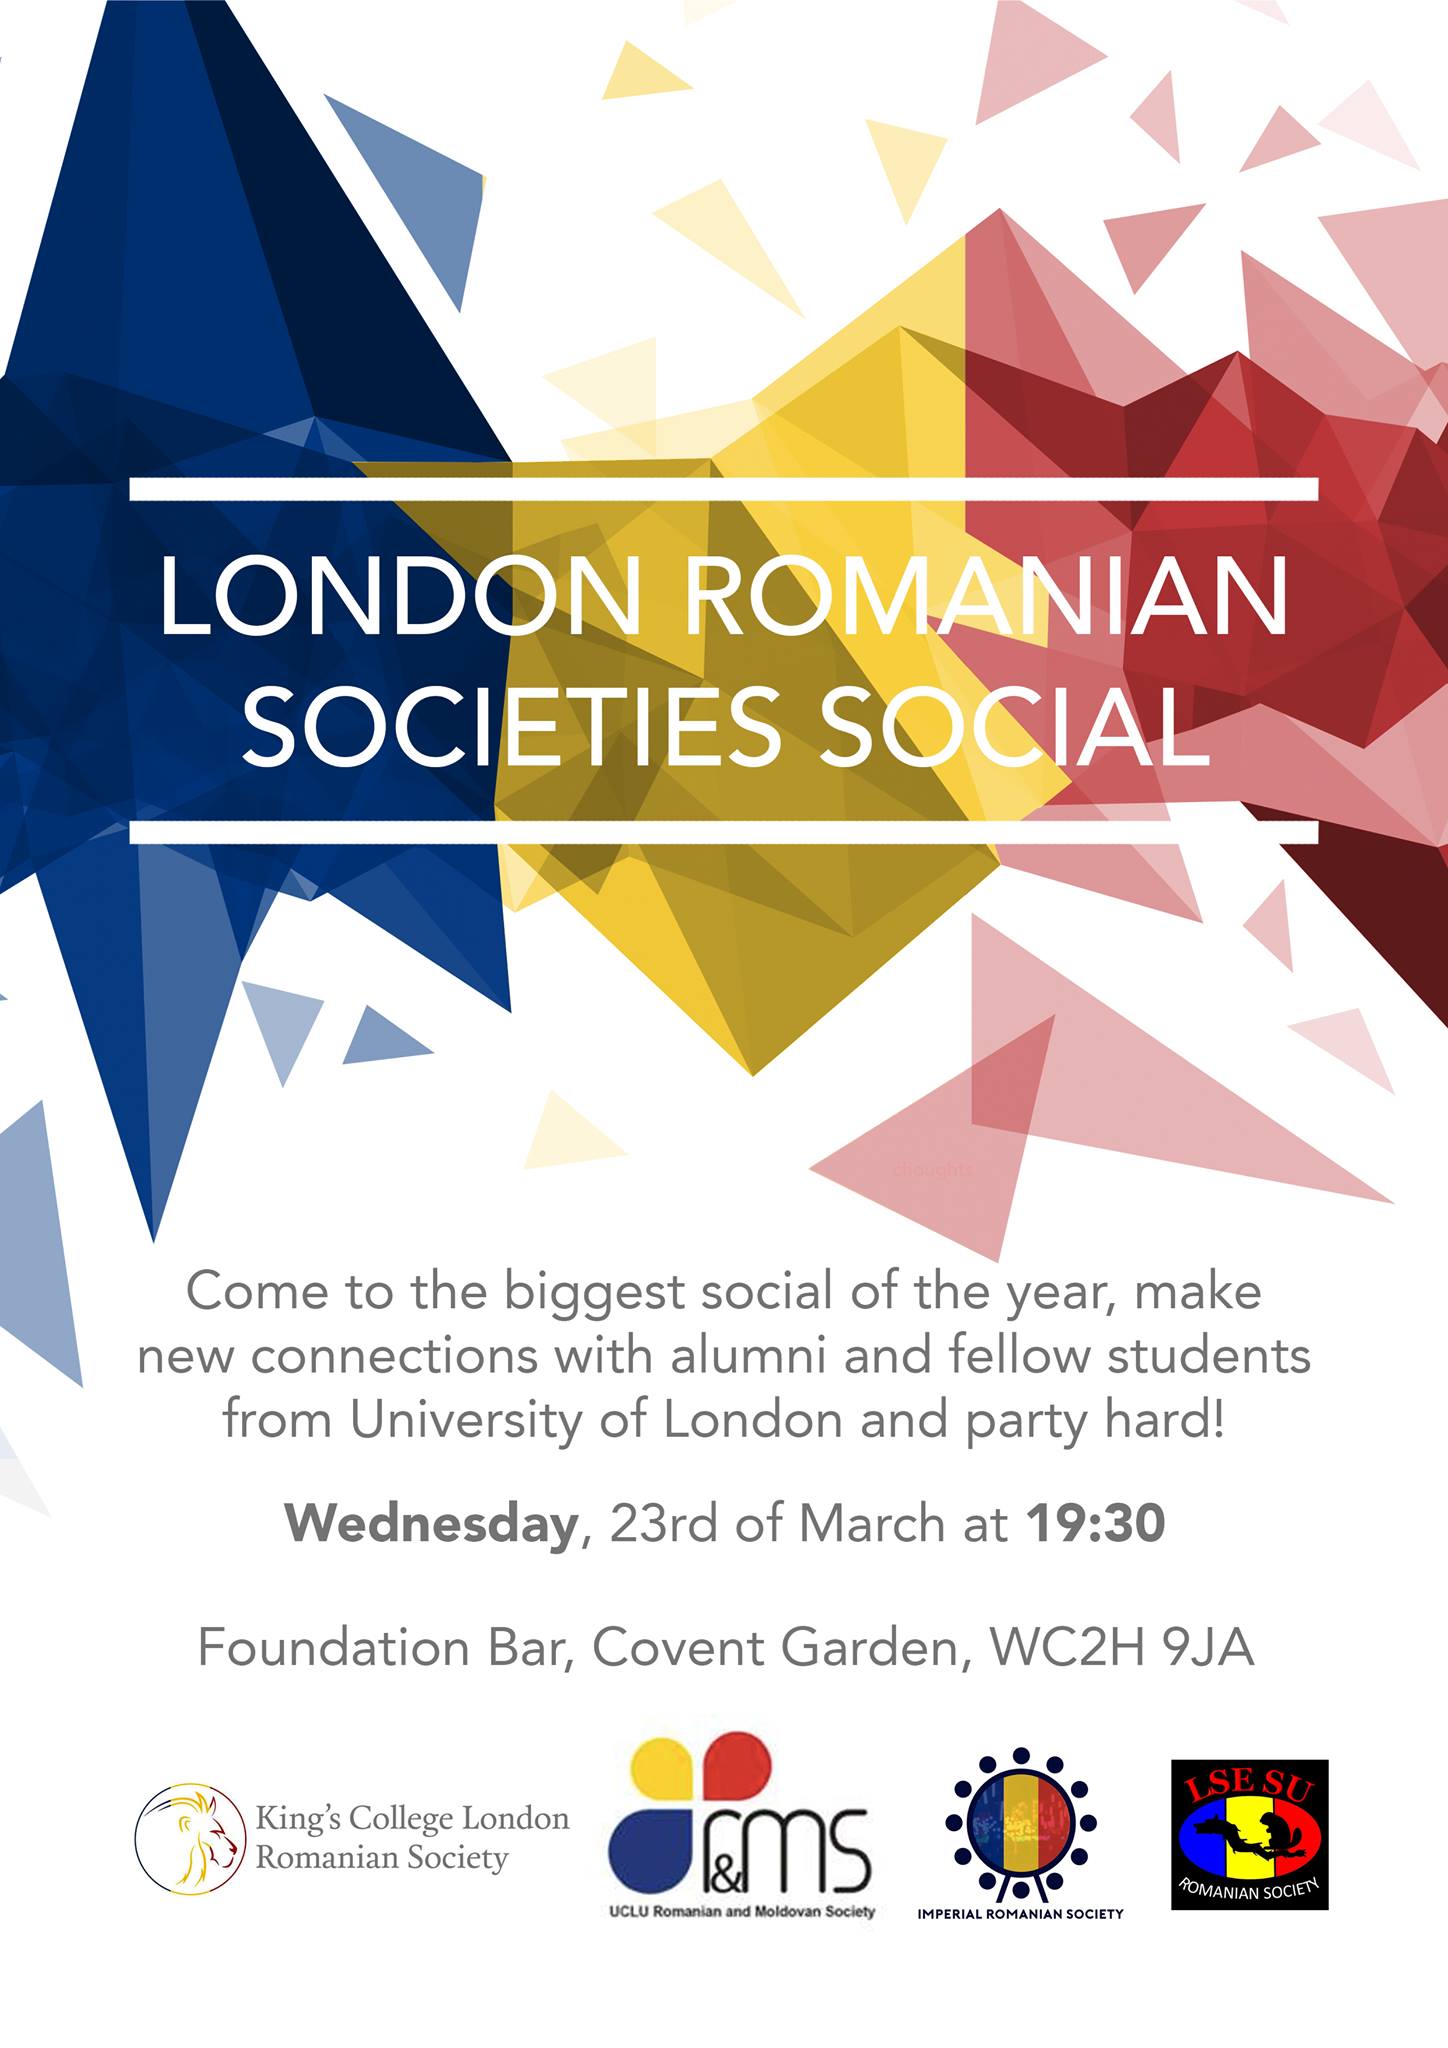 LONDON ROMANIAN
SOCIETIES SOCIAL
choughts
Come to the biggest social of the year, make
new connections with alumni and fellow students
from University of London and party hard!
Wednesday, 23rd of March at 19:30
Foundation Bar, Covent Garden, WC2H 9JA
King's College London
Romanian Society
r&ms
UCLU Romanian and Moldovan Society
IMPERIAL ROMANIAN SOCIETY
LSE SU
ROMANIAN SOCIETY